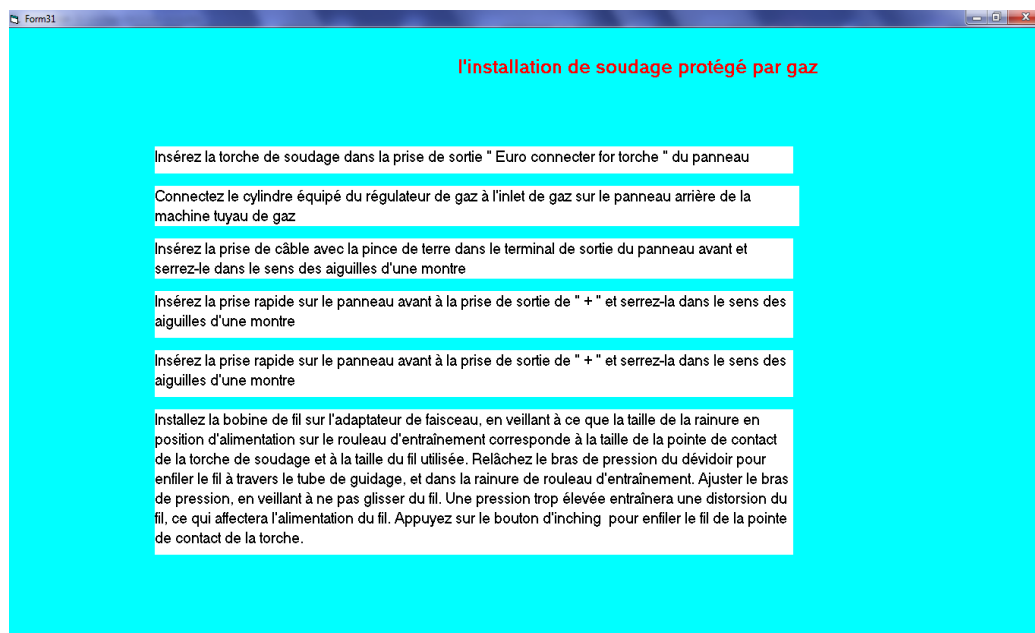 Form31
l'installation de soudage protégé par gaz
Insérez la torche de soudage dans la prise de sortie " Euro connecter for torche " du panneau
Connectez le cylindre équipé du régulateur de gaz à l'inlet de gaz sur le panneau arrière de la
machine tuyau de gaz
Insérez la prise de câble avec la pince de terre dans le terminal de sortie du panneau avant et
serrez-le dans le sens des aiguilles d'une montre
Insérez la prise rapide sur le panneau avant à la prise de sortie de " + " et serrez-la dans le sens des
aiguilles d'une montre
Insérez la prise rapide sur le panneau avant à la prise de sortie de " + " et serrez-la dans le sens des
aiguilles d'une montre
Installez la bobine de fil sur l'adaptateur de faisceau, en veillant à ce que la taille de la rainure en
position d'alimentation sur le rouleau d'entraînement corresponde à la taille de la pointe de contact
de la torche de soudage et à la taille du fil utilisée. Relâchez le bras de pression du dévidoir pour
enfiler le fil à travers le tube de guidage, et dans la rainure de rouleau d'entraînement. Ajuster le bras
de pression, en veillant à ne pas glisser du fil. Une pression trop élevée entraînera une distorsion du
fil, ce qui affectera l'alimentation du fil. Appuyez sur le bouton d'inching  pour enfiler le fil de la pointe
de contact de la torche.